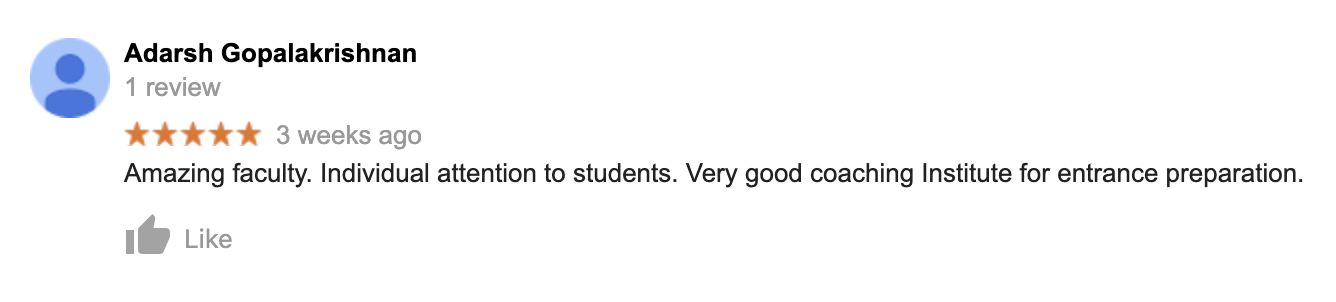 Adarsh Gopalakrishnan
1 review
3 weeks ago
Amazing faculty. Individual attention to students. Very good coaching Institute for entrance preparation.
Like